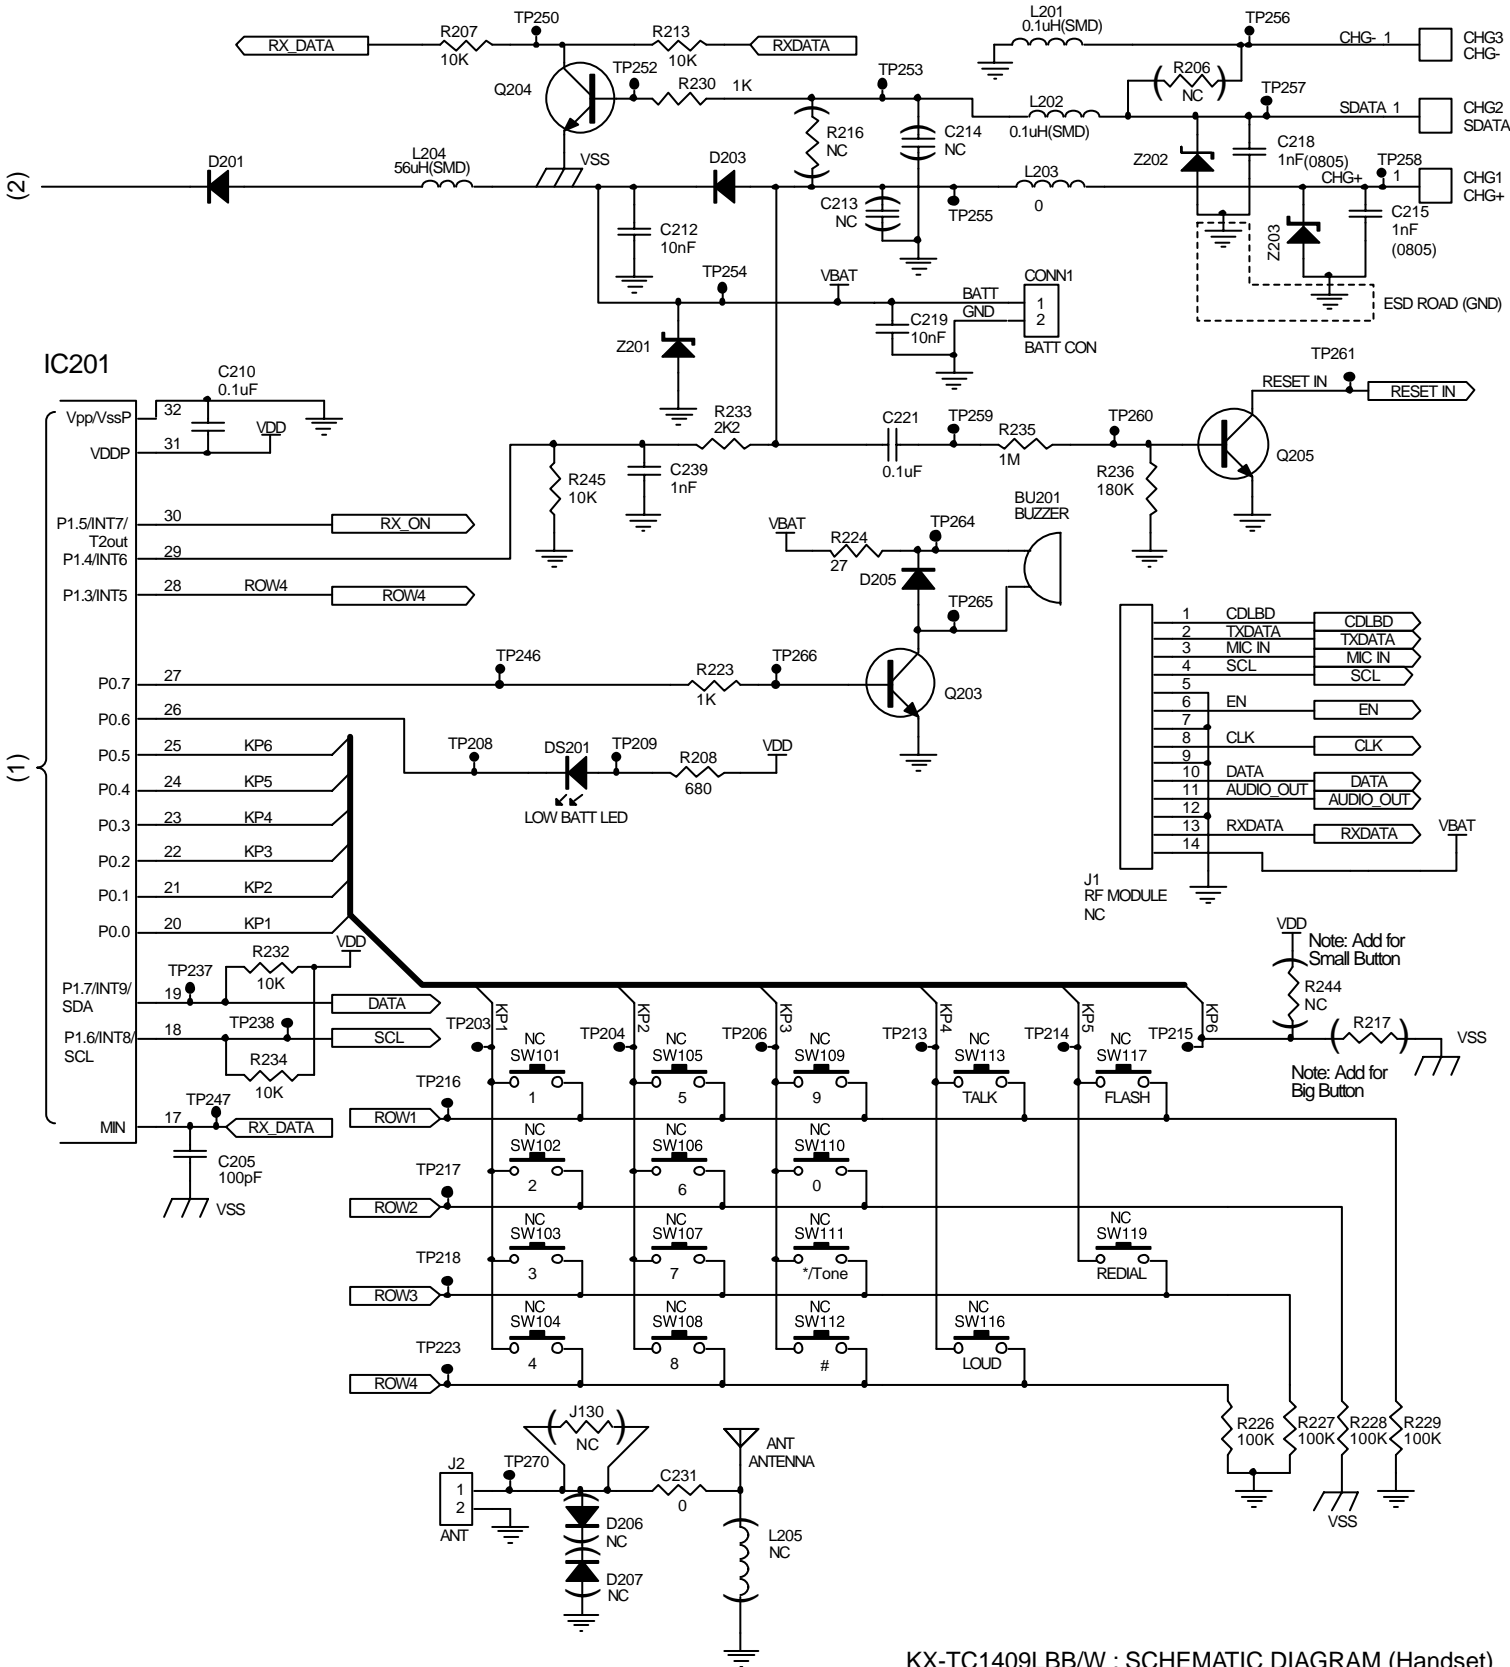 RX_DATA
R207
10K
TP250
R213
10K
RXDATA
L201
0.1uH(SMD)
TP256
CHG- 1
CHG3
CHG-
Q204
TP252
R230
1K
TP253
R206
NC
TP257
L202
0.1uH(SMD)
SDATA 1
CHG2
SDATA
R216
NC
C214
NC
Z202
C218
1nF(0805)
VSS
(2)
D201
L204
56uH(SMD)
D203
L203
0
CHG+ 1
TP258
CHG1
CHG+
C213
NC
TP255
C212
10nF
Z203
C215
1nF
(0805)
TP254
VBAT
CONN1
BATT
1
GND
2
BATT CON
ESD ROAD (GND)
C219
10nF
Z201
IC201
C210
0.1uF
VDD
TP261
RESET IN
RESET IN
Vpp/VssP
32
VDDP
31
R233
2K2
C221
0.1uF
TP259
R235
1M
TP260
Q205
R245
10K
C239
1nF
R236
180K
BU201
BUZZER
P1.5/INT7/
T2out
30
RX_ON
P1.4/INT6
29
P1.3/INT5
28
ROW4
ROW4
VBAT
R224
27
TP264
D205
TP265
1
CDLBD
CDLBD
2
TXDATA
TXDATA
3
MIC IN
MIC IN
4
SCL
SCL
5
6
EN
EN
7
8
CLK
CLK
9
10
DATA
DATA
11
AUDIO_OUT
AUDIO_OUT
12
13
RXDATA
RXDATA
14
VBAT
J1
RF MODULE
NC
P0.7
27
TP246
R223
1K
TP266
Q203
P0.6
26
TP208
DS201
TP209
R208
680
VDD
LOW BATT LED
(1)
P0.5
25
KP6
P0.4
24
KP5
P0.3
23
KP4
P0.2
22
KP3
P0.1
21
KP2
P0.0
20
KP1
VDD
R232
10K
P1.7/INT9/
SDA
19
TP237
DATA
P1.6/INT8/
SCL
18
TP238
SCL
R234
10K
MIN
17
TP247
RX_DATA
C205
100pF
VSS
VDD
Note: Add for
Small Button
R244
NC
R217
VSS
Note: Add for
Big Button
KP1
KP2
KP3
KP4
KP5
KP6
TP203
TP204
TP206
TP213
TP214
TP215
NC
SW101
1
NC
SW105
5
NC
SW109
9
NC
SW113
TALK
NC
SW117
FLASH
TP216
ROW1
NC
SW102
2
NC
SW106
6
NC
SW110
0
TP217
ROW2
NC
SW103
3
NC
SW107
7
NC
SW111
*/Tone
NC
SW119
REDIAL
TP218
ROW3
NC
SW104
4
NC
SW108
8
NC
SW112
#
NC
SW116
LOUD
TP223
ROW4
R226
100K
R227
100K
R228
100K
R229
100K
VSS
J130
NC
ANT
ANTENNA
J2
1
2
ANT
TP270
C231
0
D206
NC
D207
NC
L205
NC
KX-TC1409LBB/W : SCHEMATIC DIAGRAM (Handset)